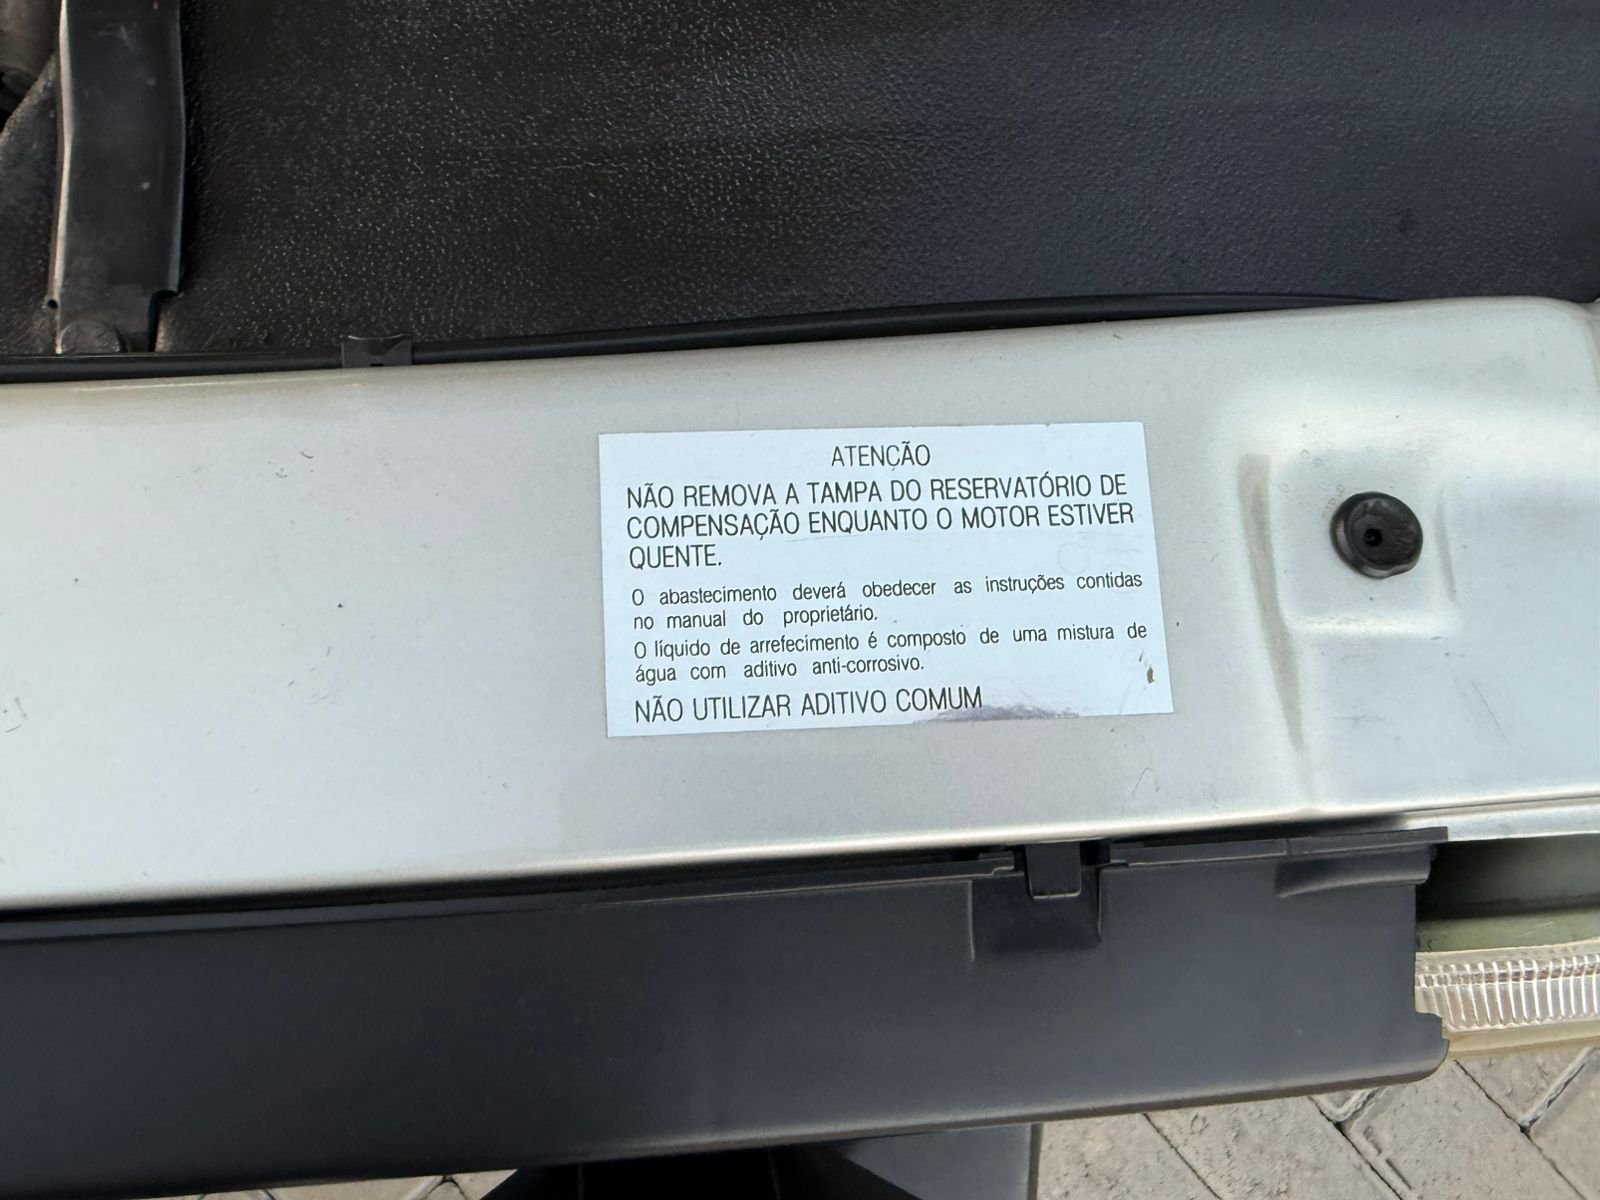 ATENÇÃO
NÃO REMOVA A TAMPA DO RESERVATÓRIO DE
COMPENSAÇÃO ENQUANTO O MOTOR ESTIVER
QUENTE.
O abastecimento deverá obedecer as instruções contidas
no manual do proprietário.
O líquido de arrefecimento é composto de uma mistura de
água com aditivo anti-corrosivo.
NÃO UTILIZAR ADITIVO COMUM